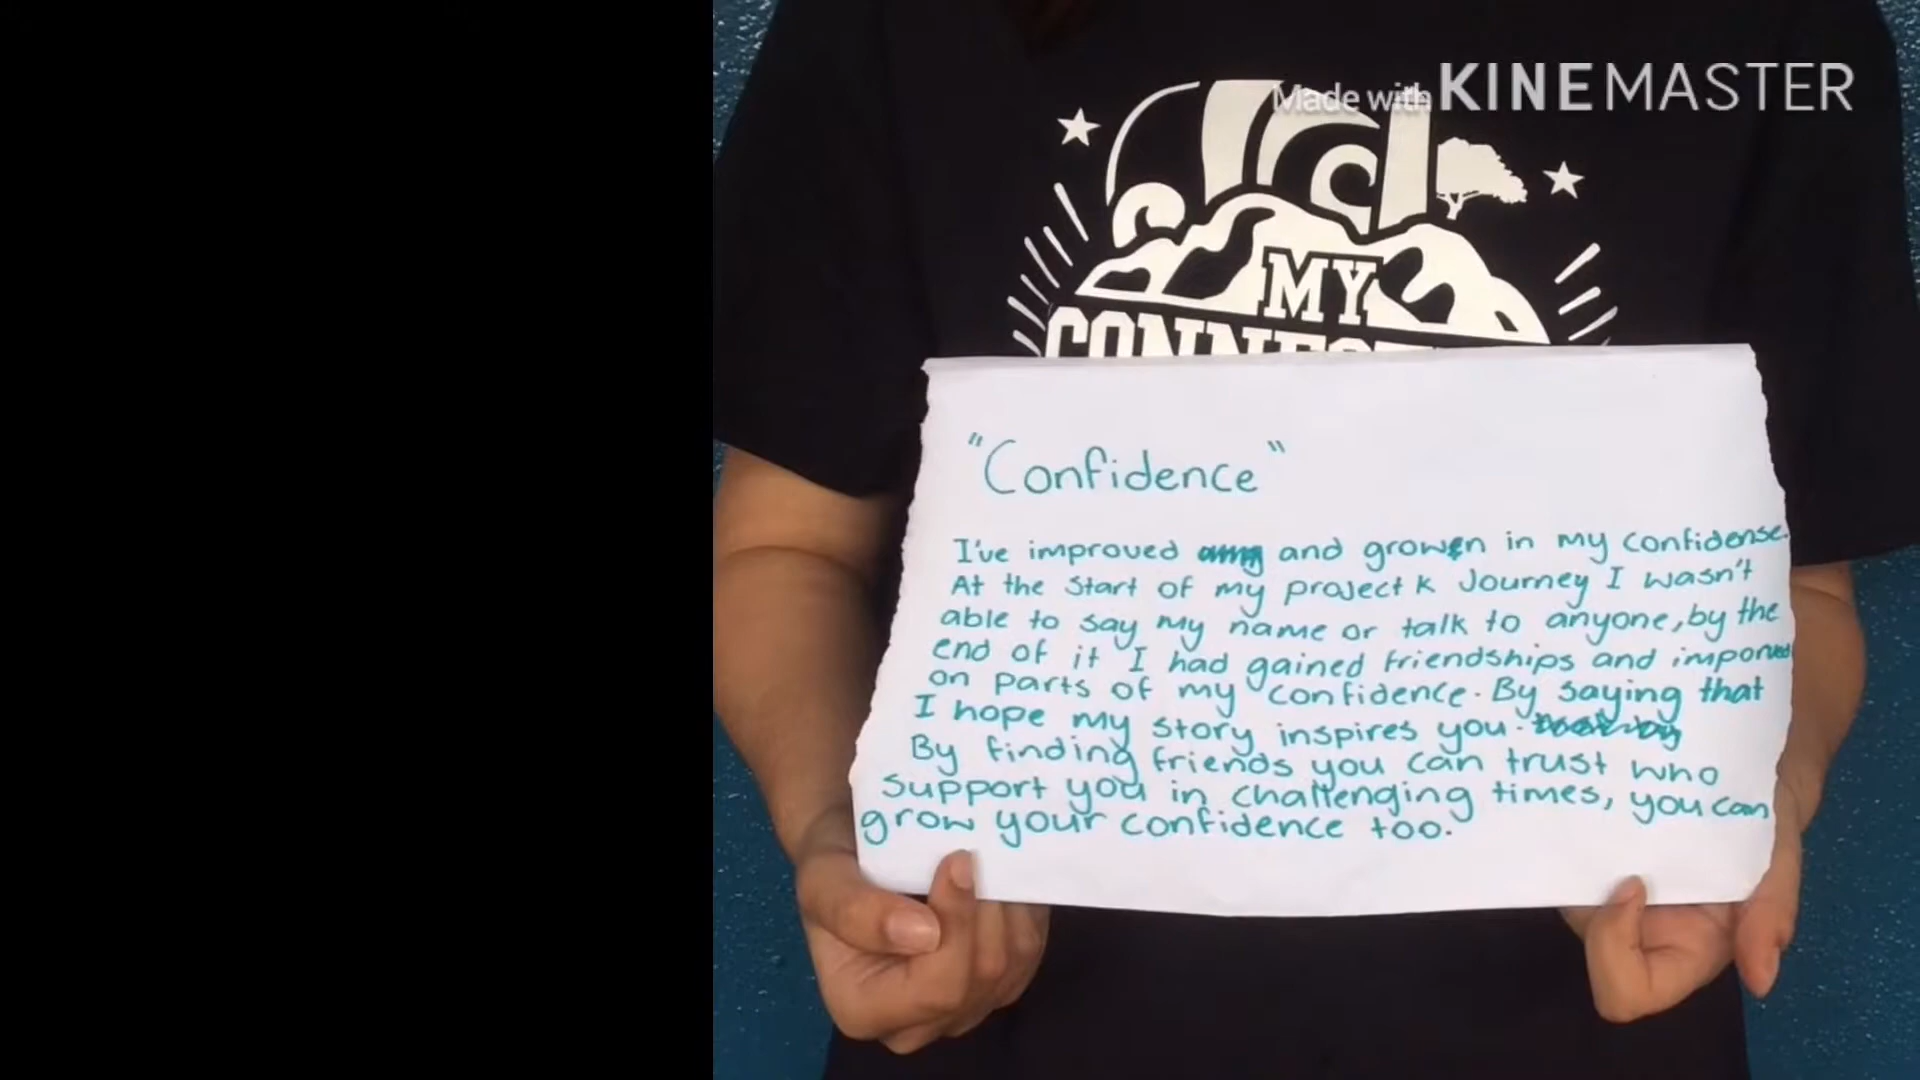 Made with KINEMASTER
MY
"Confidence"
I've improved and growen in my confidense.
At the start of my project k Journey I wasn't
able to say my name or talk to anyone, by the
end of it I had gained friendships and imporved
on parts of my confidence. By saying that
I hope my story inspires you.
By finding friends you can trust who
support you in challenging times, you can
grow your confidence too.